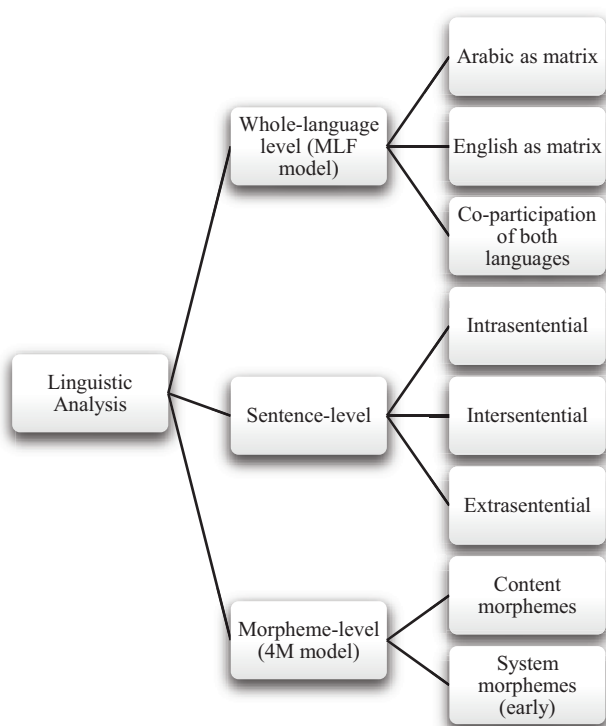 Linguistic
Analysis
Whole-language
level (MLF
model)
Arabic as matrix
English as matrix
Co-participation
of both
languages
Sentence-level
Intrasentential
Intersentential
Extrasentential
Morpheme-level
(4M model)
Content
morphemes
System
morphemes
(early)